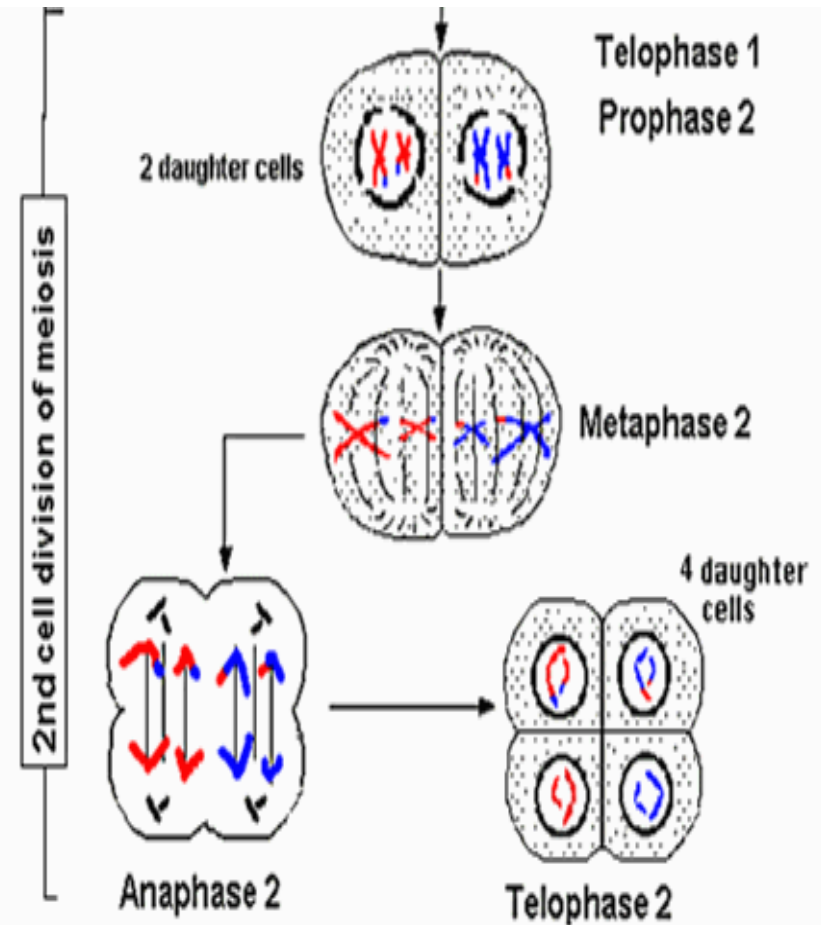 Telophase 1
Prophase 2
2 daughter cells
2nd cell division of meiosis
Metaphase 2
4 daughter
cells
Anaphase 2
Telophase 2